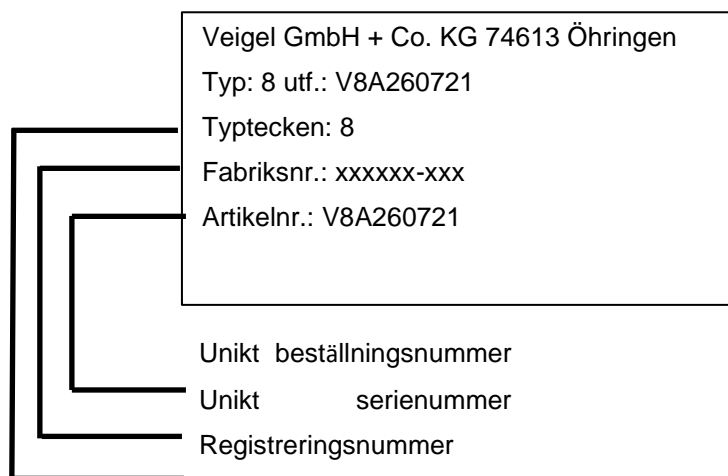 Veigel GmbH + Co. KG 74613 Öhringen
Typ: 8 utf.: V8A260721
Typtecken: 8
Fabriksnr.: xxxxxx-xxx
Artikelnr.: V8A260721
Unikt beställningsnummer
Unikt serienummer
Registreringsnummer